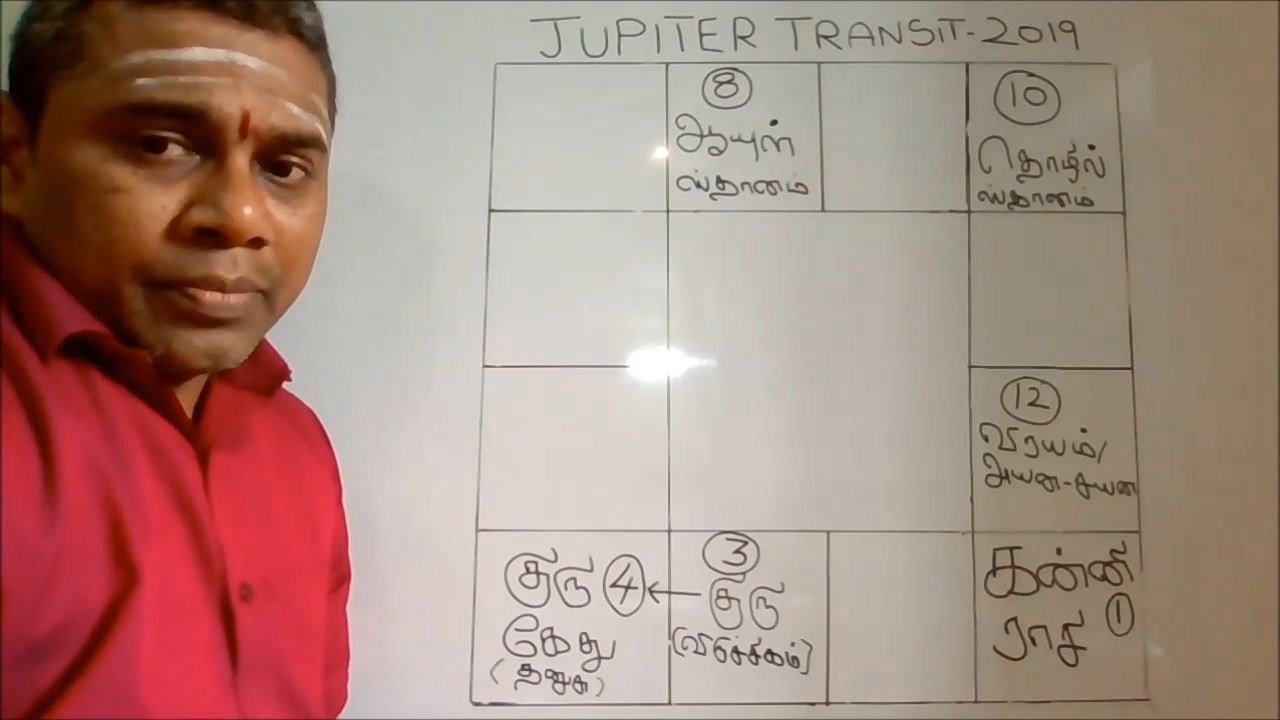 JUPITER TRANSIT-2019
8
ஆயுள்
ஸ்தானம்
10
தொழில்
ஸ்தானம்
12
விரயம்/
அயன-சயன
குரு 4 ←
கேது
(தனுசு)
3
குரு
(விருச்சிகம்)
கன்னி
ராசி 1